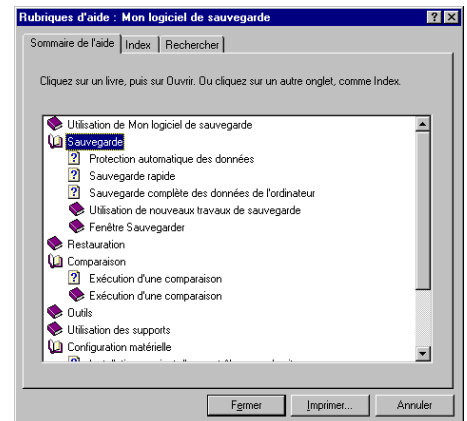 Rubriques d'aide : Mon logiciel de sauvegarde
Sommaire de l'aide Index Rechercher
Cliquez sur un livre, puis sur Ouvrir. Ou cliquez sur un autre onglet, comme Index.
Utilisation de Mon logiciel de sauvegarde
Sauvegarde
Protection automatique des données
Sauvegarde rapide
Sauvegarde complète des données de l'ordinateur
Utilisation de nouveaux travaux de sauvegarde
Fenêtre Sauvegarder
Restauration
Comparaison
Exécution d'une comparaison
Exécution d'une comparaison
Outils
Utilisation des supports
Configuration matérielle
Fermer Imprimer... Annuler